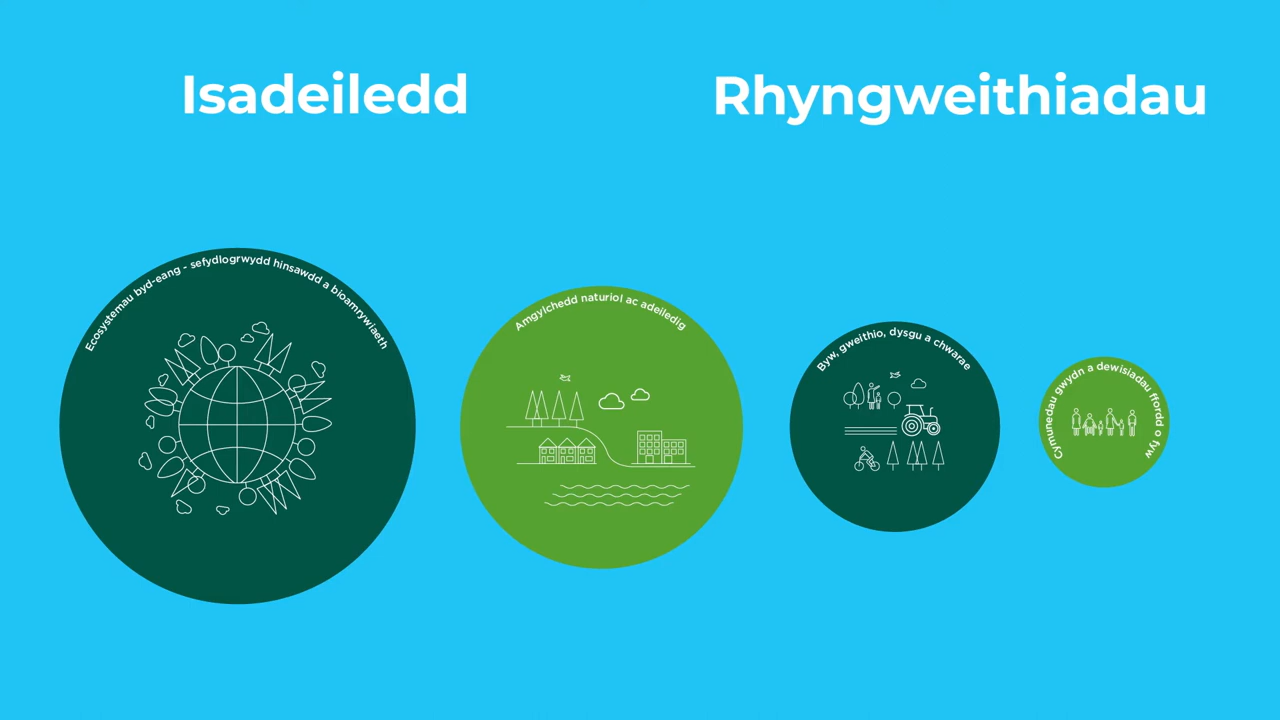 Isadeiledd
Rhyngweithiadau
Ecosystemau byd-eang - sefydlogrwydd hinsawdd a bioamrywiaeth
Amgylchedd naturiol ac adeiledig
Byw, gweithio, dysgu a chwarae
Cymunedau gwydn a dewisiadau ffordd o fyw